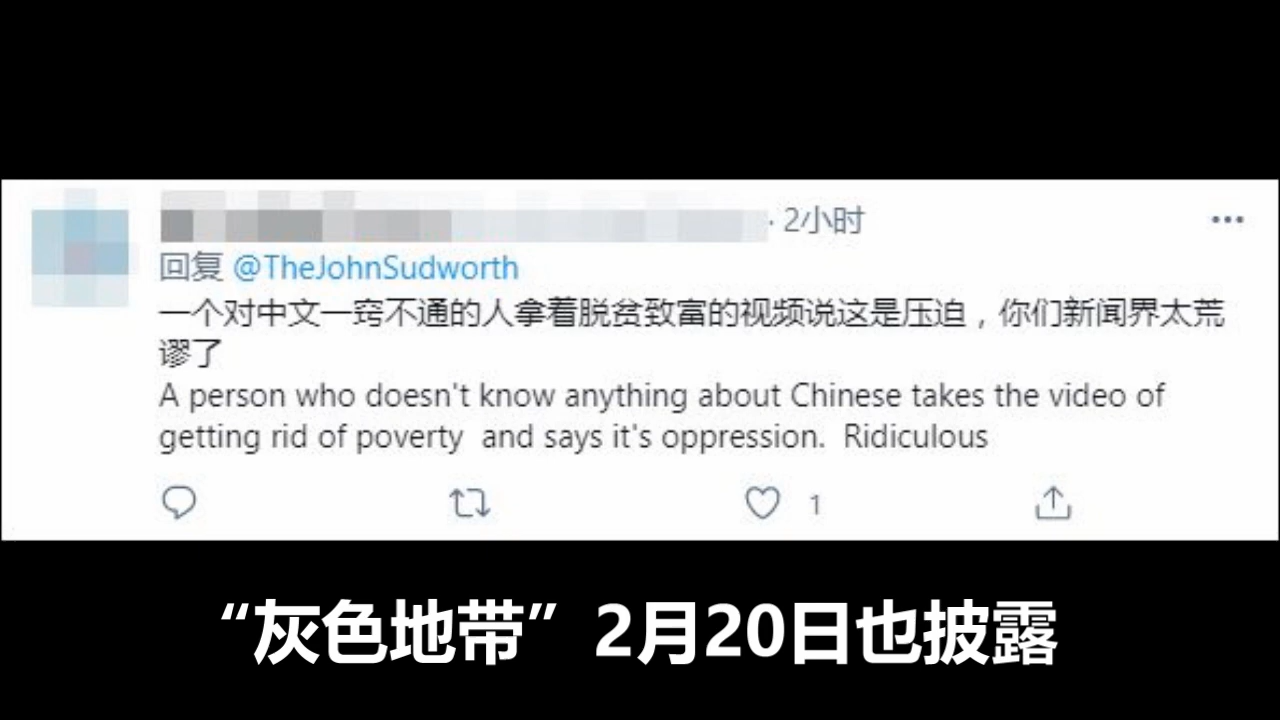 · 2小时
回复 @TheJohnSudworth
一个对中文一窍不通的人拿着脱贫致富的视频说这是压迫，你们新闻界太荒
谬了
A person who doesn't know anything about Chinese takes the video of
getting rid of poverty  and says it's oppression.  Ridiculous
1
“灰色地带”2月20日也披露